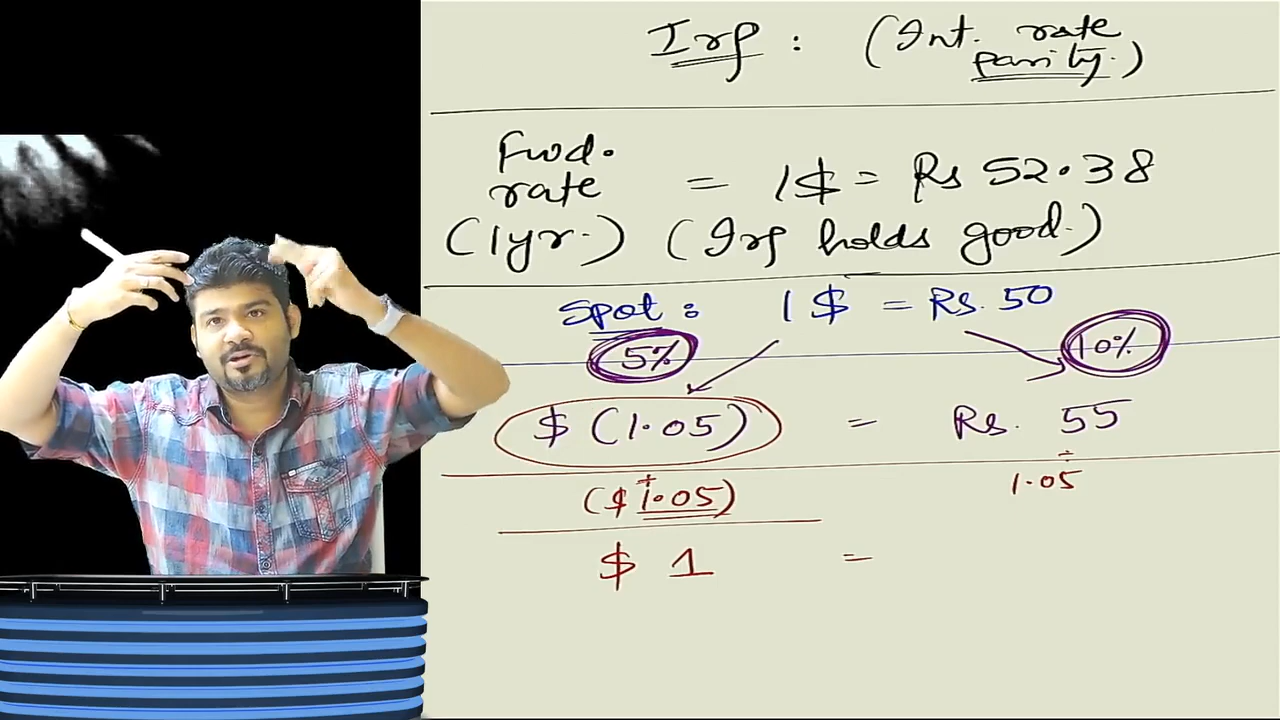 Irp : (Int. rate parity.)
Fwd. rate = 1$ = Rs 52.38
(1yr.) (Irp holds good.)
Spot : 1 $ = Rs. 50
5% 10%
$ (1.05) = Rs. 55
($ 1.05) ÷ 1.05
$ 1 =